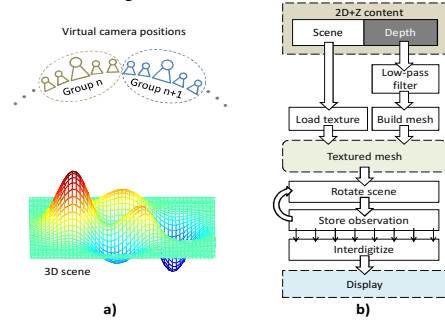 Virtual camera positions
Group n
Group n+1
3D scene
a)
2D+Z content
Scene
Depth
Low-pass
filter
Load texture
Build mesh
Textured mesh
Rotate scene
Store observation
Interdigitize
Display
b)